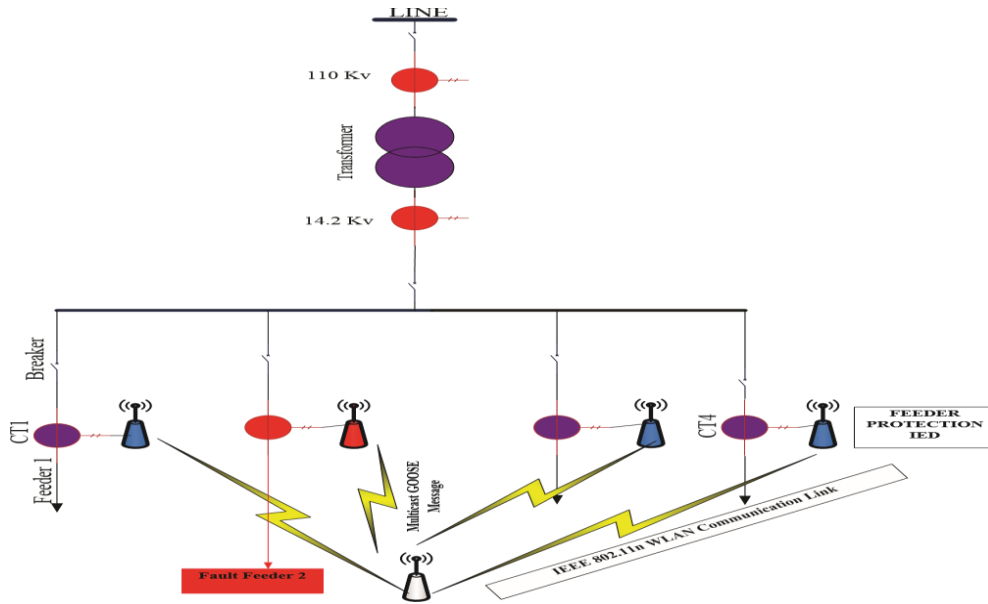 LINE
110 Kv
Transformer
14.2 Kv
Breaker
CT1
Feeder 1
CT4
FEEDER
PROTECTION
IED
Multicast GOOSE
Message
IEEE 802.11n WLAN Communication Link
Fault Feeder 2